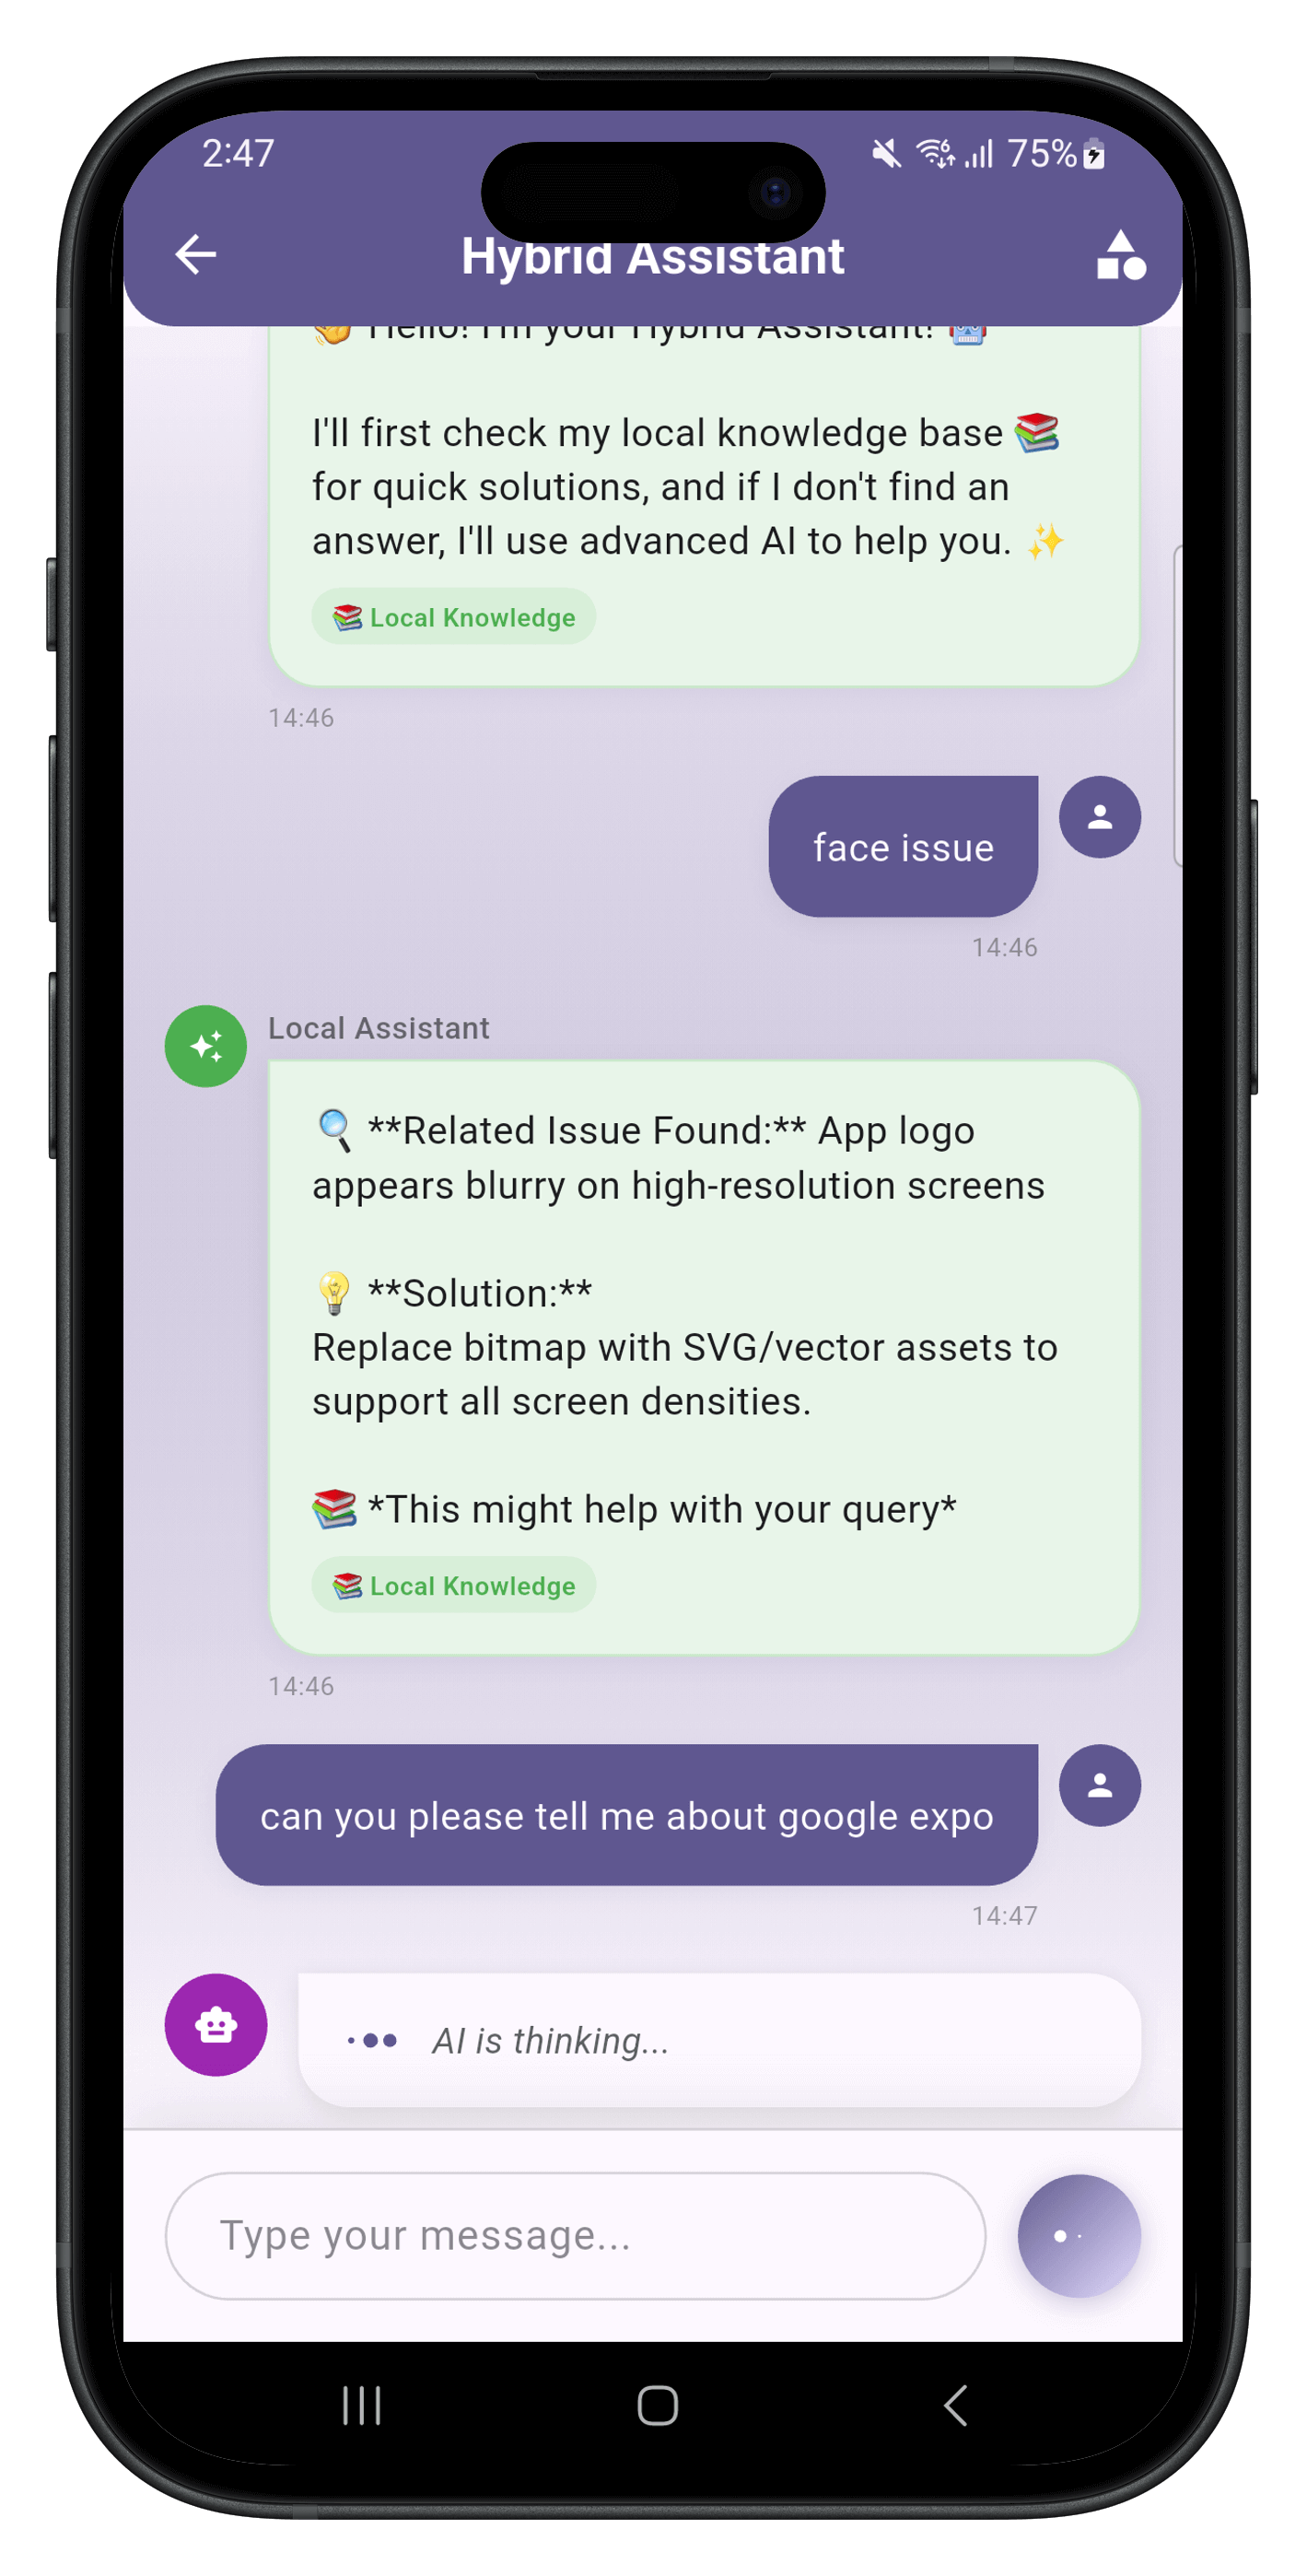 2:47
75%
Hybrid Assistant
👋 Hello! I'm your Hybrid Assistant! 🤖
I'll first check my local knowledge base 📚
for quick solutions, and if I don't find an
answer, I'll use advanced AI to help you. ✨
📚 Local Knowledge
14:46
face issue
14:46
Local Assistant
🔍 **Related Issue Found:** App logo
appears blurry on high-resolution screens
💡 **Solution:**
Replace bitmap with SVG/vector assets to
support all screen densities.
📚 *This might help with your query*
📚 Local Knowledge
14:46
can you please tell me about google expo
14:47
AI is thinking...
Type your message...